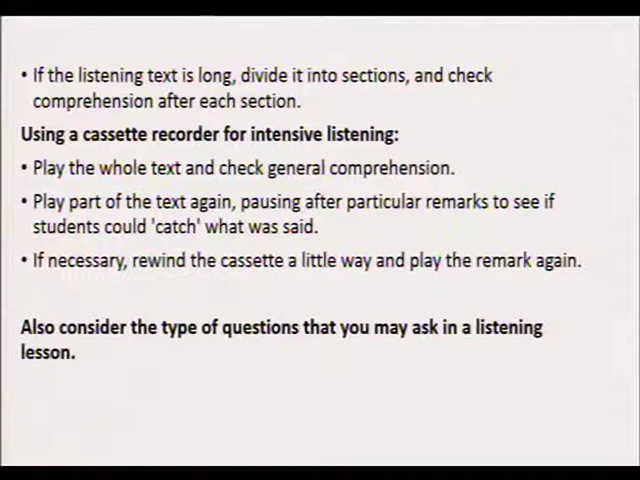 • If the listening text is long, divide it into sections, and check
comprehension after each section.
Using a cassette recorder for intensive listening:
• Play the whole text and check general comprehension.
• Play part of the text again, pausing after particular remarks to see if
students could 'catch' what was said.
• If necessary, rewind the cassette a little way and play the remark again.
Also consider the type of questions that you may ask in a listening
lesson.